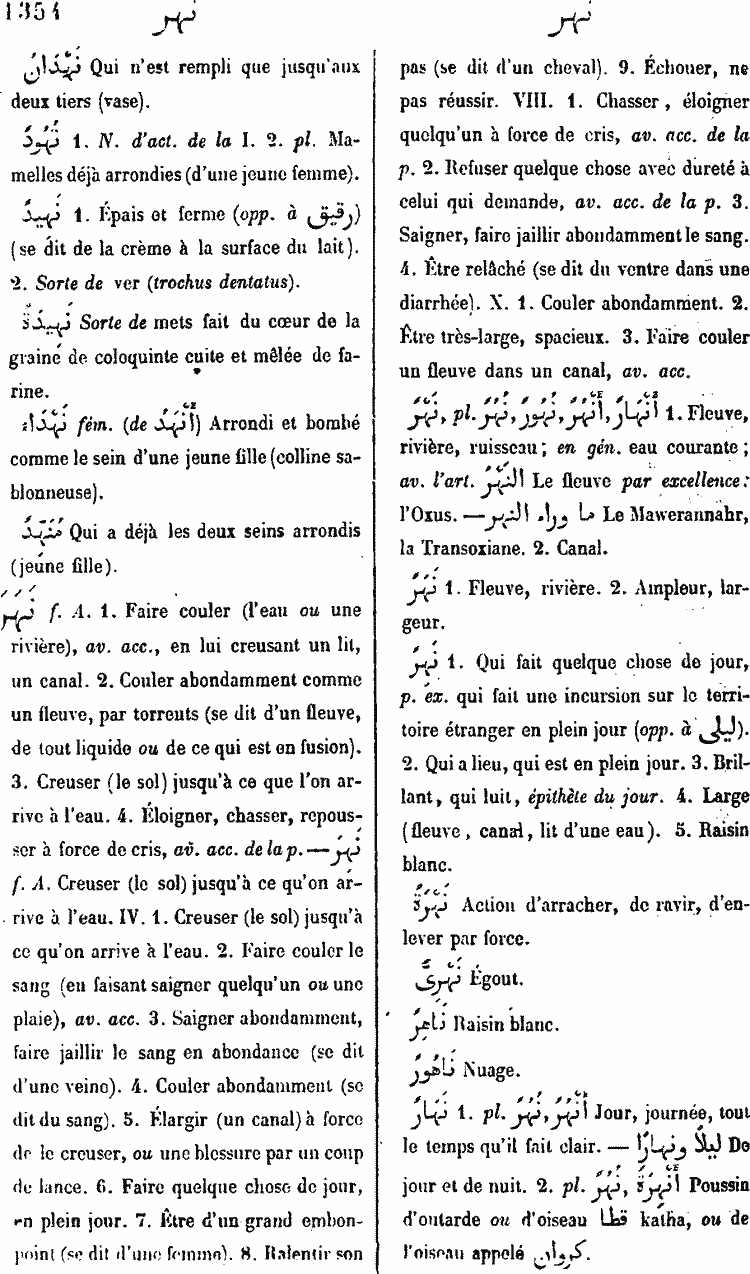 1354 نهر
نهر
نَهْدَانُ Qui n'est rempli que jusqu'aux
deux tiers (vase).
نُهُودٌ 1. N. d'act. de la I. 2. pl. Ma-
melles déjà arrondies (d'une jeune femme).
نَهِيدٌ 1. Épais et ferme (opp. à رقيق)
(se dit de la crème à la surface du lait).
2. Sorte de ver (trochus dentatus).
نَهِيدَةٌ Sorte de mets fait du cœur de la
graine de coloquinte cuite et mêlée de fa-
rine.
نَهْدَاءُ fém. (de أَنْهَدُ) Arrondi et bombé
comme le sein d'une jeune fille (colline sa-
blonneuse).
مُنَهِّدٌ Qui a déjà les deux seins arrondis
(jeune fille).
نَهَرَ f. A. 1. Faire couler (l'eau ou une
rivière), av. acc., en lui creusant un lit,
un canal. 2. Couler abondamment comme
un fleuve, par torrents (se dit d'un fleuve,
de tout liquide ou de ce qui est en fusion).
3. Creuser (le sol) jusqu'à ce que l'on ar-
rive à l'eau. 4. Éloigner, chasser, repous-
ser à force de cris, av. acc. de la p. — نَهِرَ
f. A. Creuser (le sol) jusqu'à ce qu'on ar-
rive à l'eau. IV. 1. Creuser (le sol) jusqu'à
ce qu'on arrive à l'eau. 2. Faire couler le
sang (en faisant saigner quelqu'un ou une
plaie), av. acc. 3. Saigner abondamment,
faire jaillir le sang en abondance (se dit
d'une veine). 4. Couler abondamment (se
dit du sang). 5. Élargir (un canal) à force
de le creuser, ou une blessure par un coup
de lance. 6. Faire quelque chose de jour,
en plein jour. 7. Être d'un grand embon-
point (se dit d'une femme). 8. Ralentir son
pas (se dit d'un cheval). 9. Échouer, ne
pas réussir. VIII. 1. Chasser, éloigner
quelqu'un à force de cris, av. acc. de la
p. 2. Refuser quelque chose avec dureté à
celui qui demande, av. acc. de la p. 3.
Saigner, faire jaillir abondamment le sang.
4. Être relâché (se dit du ventre dans une
diarrhée). X. 1. Couler abondamment. 2.
Être très-large, spacieux. 3. Faire couler
un fleuve dans un canal, av. acc.
نَهْرٌ, pl. نُهُرٌ, نُهُورٌ, أَنْهُرٌ, أَنْهَارٌ 1. Fleuve,
rivière, ruisseau; en gén. eau courante;
av. l'art. النَّهْرُ Le fleuve par excellence:
l'Oxus. — ما وراء النهر Le Mawerannahr,
la Transoxiane. 2. Canal.
نَهَرٌ 1. Fleuve, rivière. 2. Ampleur, lar-
geur.
نَهِرٌ 1. Qui fait quelque chose de jour,
p. ex. qui fait une incursion sur le terri-
toire étranger en plein jour (opp. à ليلى).
2. Qui a lieu, qui est en plein jour. 3. Bril-
lant, qui luit, épithète du jour. 4. Large
(fleuve, canal, lit d'une eau). 5. Raisin
blanc.
نَهْرَةٌ Action d'arracher, de ravir, d'en-
lever par force.
نَهْرِىٌّ Égout.
نَاهِرٌ Raisin blanc.
نَاهُورٌ Nuage.
نَهَارٌ 1. pl. نُهُرٌ, أَنْهُرٌ Jour, journée, tout
le temps qu'il fait clair. — ليلاً ونهارًا De
jour et de nuit. 2. pl. نُهُرٌ, أَنْهِرَةٌ Poussin
d'outarde ou d'oiseau قطا katha, ou de
l'oiseau appelé كروان.